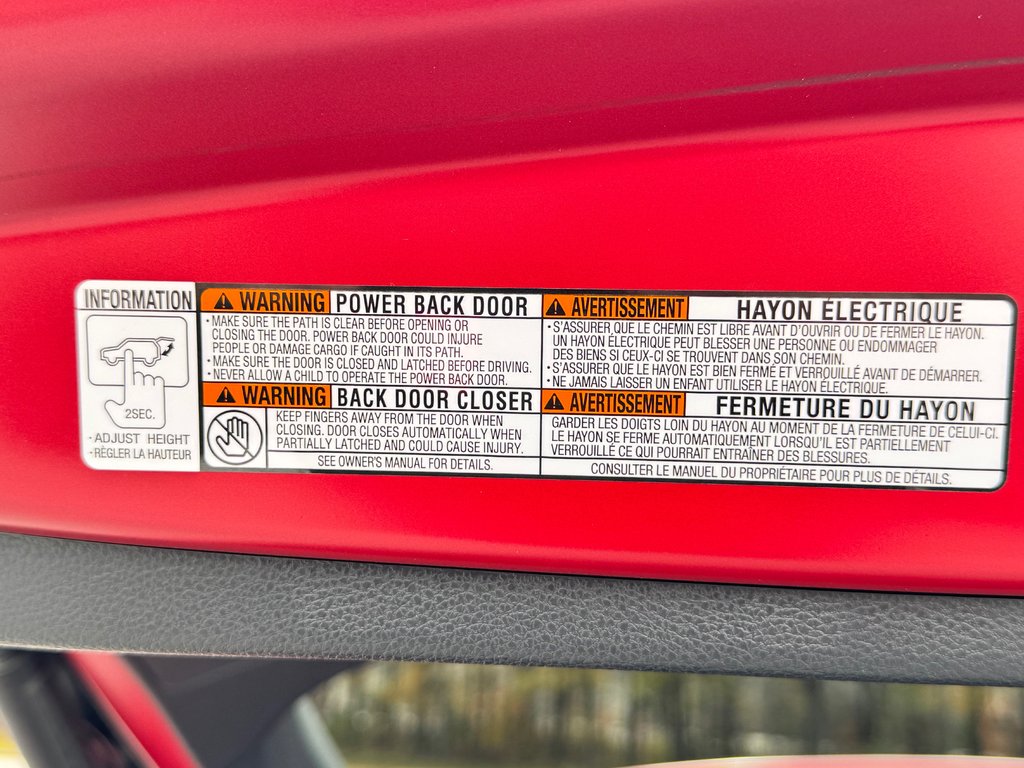 INFORMATION
2SEC.
• ADJUST HEIGHT
• RÉGLER LA HAUTEUR
WARNING POWER BACK DOOR
• MAKE SURE THE PATH IS CLEAR BEFORE OPENING OR
CLOSING THE DOOR. POWER BACK DOOR COULD INJURE
PEOPLE OR DAMAGE CARGO IF CAUGHT IN ITS PATH.
• MAKE SURE THE DOOR IS CLOSED AND LATCHED BEFORE DRIVING.
• NEVER ALLOW A CHILD TO OPERATE THE POWER BACK DOOR.
WARNING BACK DOOR CLOSER
KEEP FINGERS AWAY FROM THE DOOR WHEN
CLOSING. DOOR CLOSES AUTOMATICALLY WHEN
PARTIALLY LATCHED AND COULD CAUSE INJURY.
SEE OWNER'S MANUAL FOR DETAILS.
AVERTISSEMENT HAYON ÉLECTRIQUE
• S'ASSURER QUE LE CHEMIN EST LIBRE AVANT D'OUVRIR OU DE FERMER LE HAYON.
UN HAYON ÉLECTRIQUE PEUT BLESSER UNE PERSONNE OU ENDOMMAGER
DES BIENS SI CEUX-CI SE TROUVENT DANS SON CHEMIN.
• S'ASSURER QUE LE HAYON EST BIEN FERMÉ ET VERROUILLÉ AVANT DE DÉMARRER.
• NE JAMAIS LAISSER UN ENFANT UTILISER LE HAYON ÉLECTRIQUE.
AVERTISSEMENT FERMETURE DU HAYON
GARDER LES DOIGTS LOIN DU HAYON AU MOMENT DE LA FERMETURE DE CELUI-CI.
LE HAYON SE FERME AUTOMATIQUEMENT LORSQU'IL EST PARTIELLEMENT
VERROUILLÉ CE QUI POURRAIT ENTRAÎNER DES BLESSURES.
CONSULTER LE MANUEL DU PROPRIÉTAIRE POUR PLUS DE DÉTAILS.